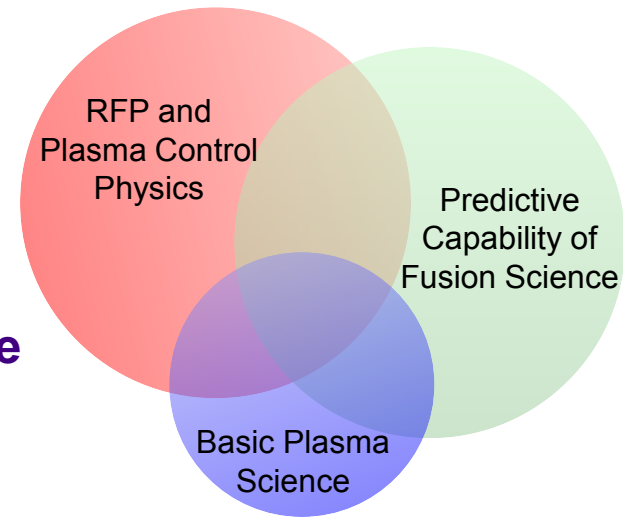 RFP and
Plasma Control
Physics
Predictive
Capability of
Fusion Science
e
Basic Plasma
Science